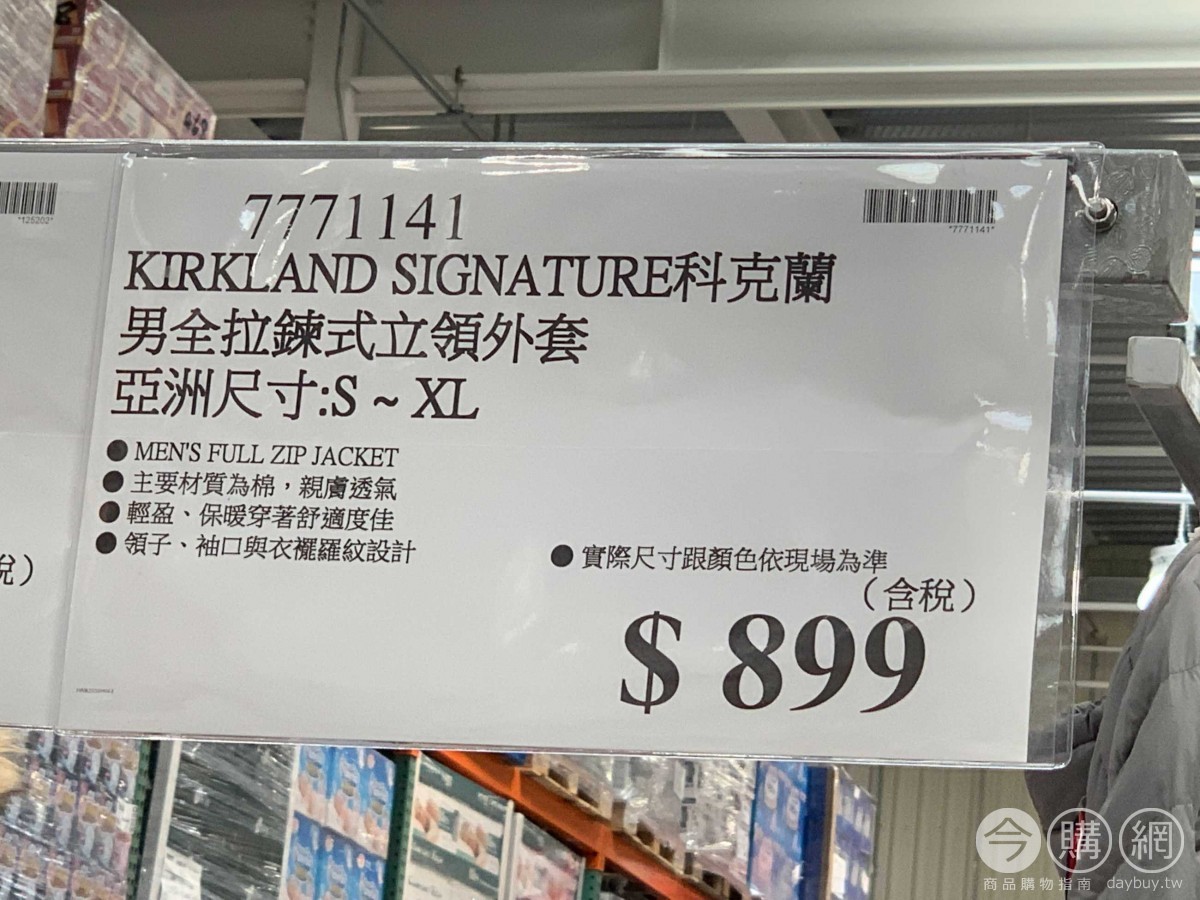 7771141
*7771141*
*125202*
KIRKLAND SIGNATURE科克蘭
男全拉鍊式立領外套
亞洲尺寸:S ~ XL
● MEN'S FULL ZIP JACKET
● 主要材質為棉，親膚透氣
● 輕盈、保暖穿著舒適度佳
● 領子、袖口與衣襬羅紋設計
● 實際尺寸跟顏色依現場為準
（含稅）
$ 899
稅）
今購網
商品購物指南 daybuy.tw